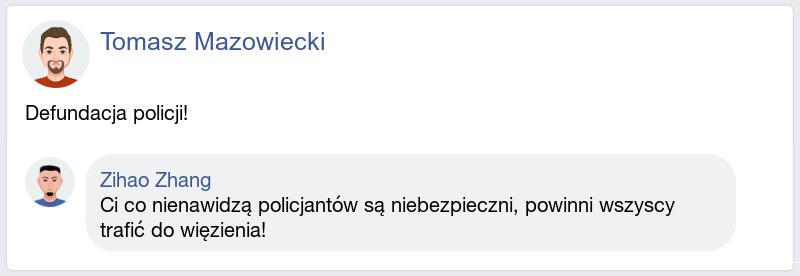 Tomasz Mazowiecki
Defundacja policji!
Zihao Zhang
Ci co nienawidzą policjantów są niebezpieczni, powinni wszyscy
trafić do więzienia!